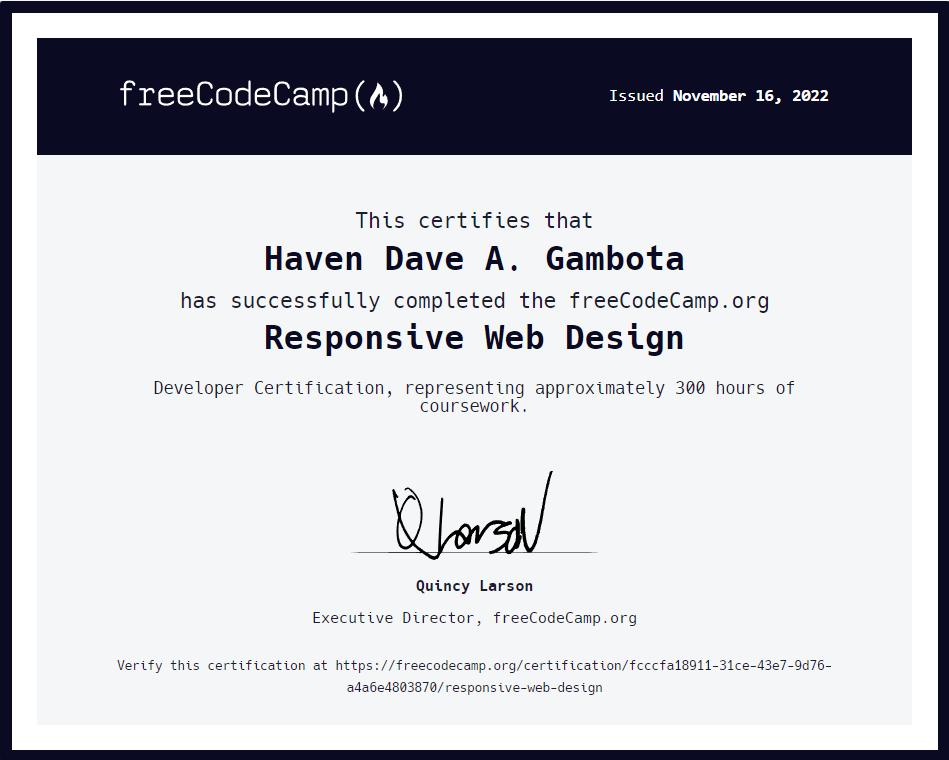 freeCodeCamp(🔥)
Issued November 16, 2022
This certifies that
Haven Dave A. Gambota
has successfully completed the freeCodeCamp.org
Responsive Web Design
Developer Certification, representing approximately 300 hours of
coursework.
Q Larson
Quincy Larson
Executive Director, freeCodeCamp.org
Verify this certification at https://freecodecamp.org/certification/fcccfa18911-31ce-43e7-9d76-
a4a6e4803870/responsive-web-design